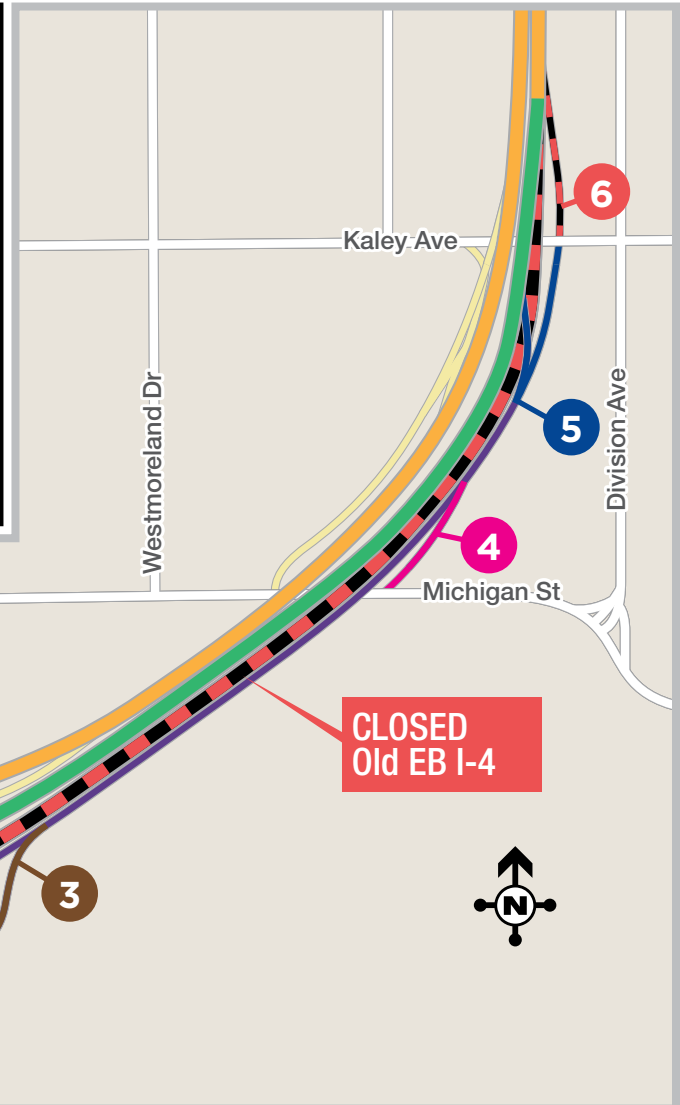 6
Kaley Ave
Westmoreland Dr
Division Ave
5
4
Michigan St
CLOSED
Old EB I-4
3
N